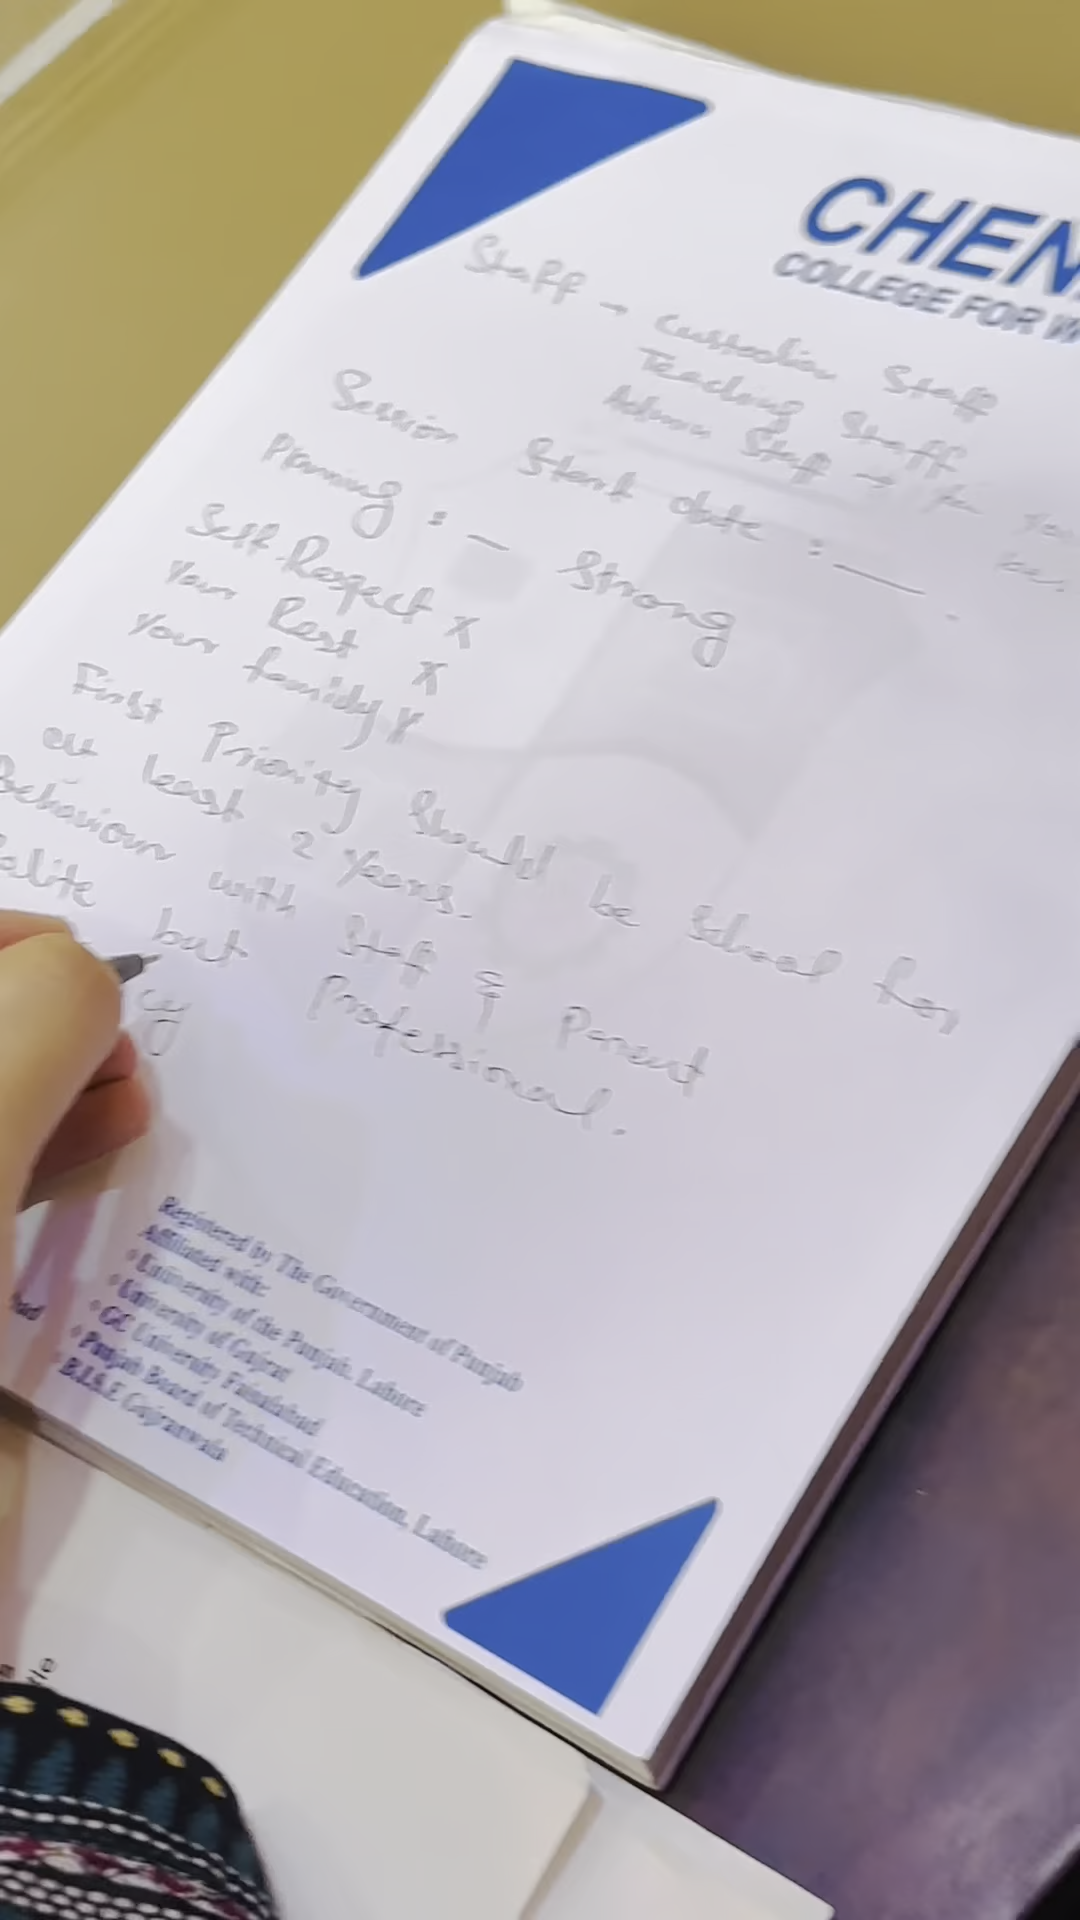 CHEN
COLLEGE FOR W
Staff → Custodian Staff
Teaching Staff
Admin Staff →
Session Start date : __ .
Planning : _ Strong
Self-Respect x
Your Rest x
Your family x
First Priority Should be School for
at least 2 Years.
Behaviour with Staff & Parent
Polite but Professional.
cy
Registered by The Government of Punjab
Affiliated with:
• University of the Punjab, Lahore
• University of Gujrat
• GC University Faisalabad
• Punjab Board of Technical Education, Lahore
• B.I.S.E Gujranwala